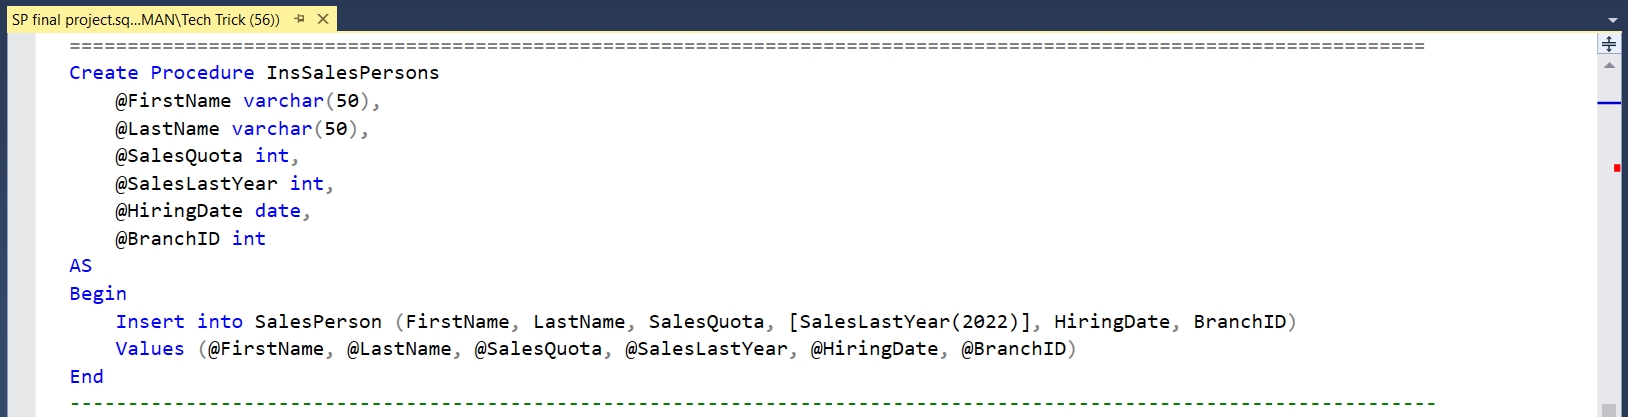 SP final project.sq...MAN\Tech Trick (56))
=====================================================================================================================
Create Procedure InsSalesPersons
    @FirstName varchar(50),
    @LastName varchar(50),
    @SalesQuota int,
    @SalesLastYear int,
    @HiringDate date,
    @BranchID int
AS
Begin
    Insert into SalesPerson (FirstName, LastName, SalesQuota, [SalesLastYear(2022)], HiringDate, BranchID)
    Values (@FirstName, @LastName, @SalesQuota, @SalesLastYear, @HiringDate, @BranchID)
End
----------------------------------------------------------------------------------------------------------------------